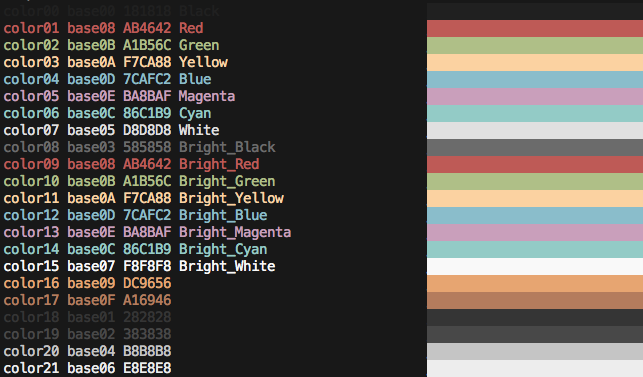 color00 base00 181818 Black
color01 base08 AB4642 Red
color02 base0B A1B56C Green
color03 base0A F7CA88 Yellow
color04 base0D 7CAFC2 Blue
color05 base0E BA8BAF Magenta
color06 base0C 86C1B9 Cyan
color07 base05 D8D8D8 White
color08 base03 585858 Bright_Black
color09 base08 AB4642 Bright_Red
color10 base0B A1B56C Bright_Green
color11 base0A F7CA88 Bright_Yellow
color12 base0D 7CAFC2 Bright_Blue
color13 base0E BA8BAF Bright_Magenta
color14 base0C 86C1B9 Bright_Cyan
color15 base07 F8F8F8 Bright_White
color16 base09 DC9656
color17 base0F A16946
color18 base01 282828
color19 base02 383838
color20 base04 B8B8B8
color21 base06 E8E8E8